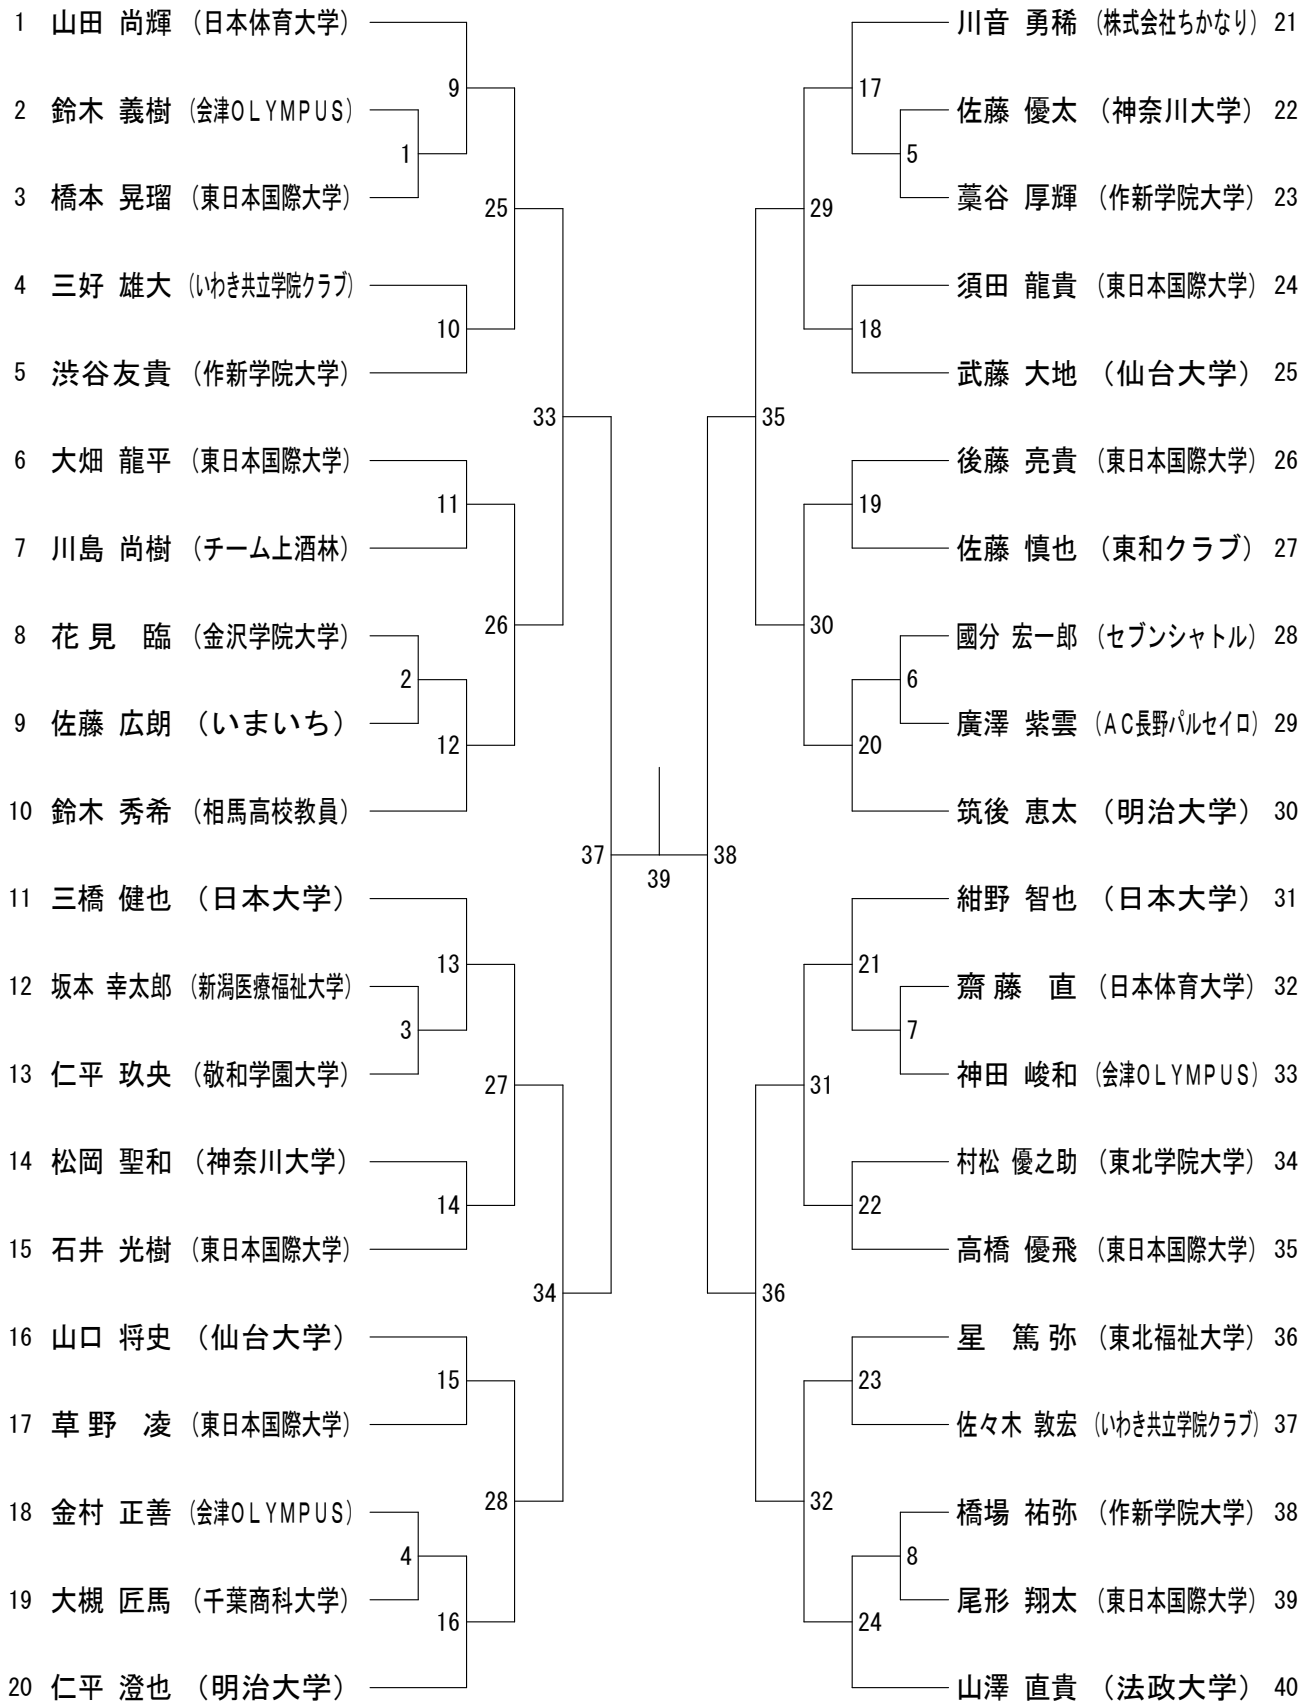 1 山田 尚輝 (日本体育大学)
2 鈴木 義樹 (会津OLYMPUS)
3 橋本 晃瑠 (東日本国際大学)
4 三好 雄大 (いわき共立学院クラブ)
5 渋谷友貴 (作新学院大学)
6 大畑 龍平 (東日本国際大学)
7 川島 尚樹 (チーム上酒林)
8 花見 臨 (金沢学院大学)
9 佐藤 広朗 (いまいち)
10 鈴木 秀希 (相馬高校教員)
11 三橋 健也 (日本大学)
12 坂本 幸太郎 (新潟医療福祉大学)
13 仁平 玖央 (敬和学園大学)
14 松岡 聖和 (神奈川大学)
15 石井 光樹 (東日本国際大学)
16 山口 将史 (仙台大学)
17 草野 凌 (東日本国際大学)
18 金村 正善 (会津OLYMPUS)
19 大槻 匠馬 (千葉商科大学)
20 仁平 澄也 (明治大学)
1
2
3
4
9
10
11
12
13
14
15
16
25
26
27
28
33
34
37
39
38
35
36
29
30
31
32
17
18
19
20
21
22
23
24
5
6
7
8
川音 勇稀 (株式会社ちかなり) 21
佐藤 優太 (神奈川大学) 22
藁谷 厚輝 (作新学院大学) 23
須田 龍貴 (東日本国際大学) 24
武藤 大地 (仙台大学) 25
後藤 亮貴 (東日本国際大学) 26
佐藤 慎也 (東和クラブ) 27
國分 宏一郎 (セブンシャトル) 28
廣澤 紫雲 (AC長野パルセイロ) 29
筑後 恵太 (明治大学) 30
紺野 智也 (日本大学) 31
齋藤 直 (日本体育大学) 32
神田 峻和 (会津OLYMPUS) 33
村松 優之助 (東北学院大学) 34
高橋 優飛 (東日本国際大学) 35
星 篤弥 (東北福祉大学) 36
佐々木 敦宏 (いわき共立学院クラブ) 37
橋場 祐弥 (作新学院大学) 38
尾形 翔太 (東日本国際大学) 39
山澤 直貴 (法政大学) 40